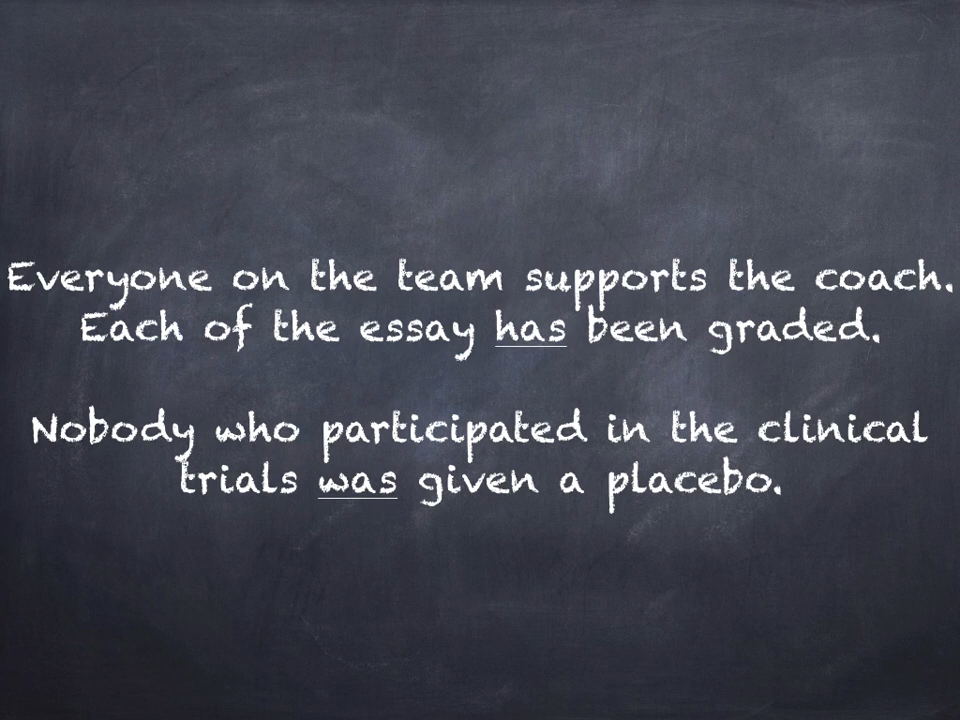 Everyone on the team supports the coach.
Each of the essay has been graded.
Nobody who participated in the clinical
trials was given a placebo.